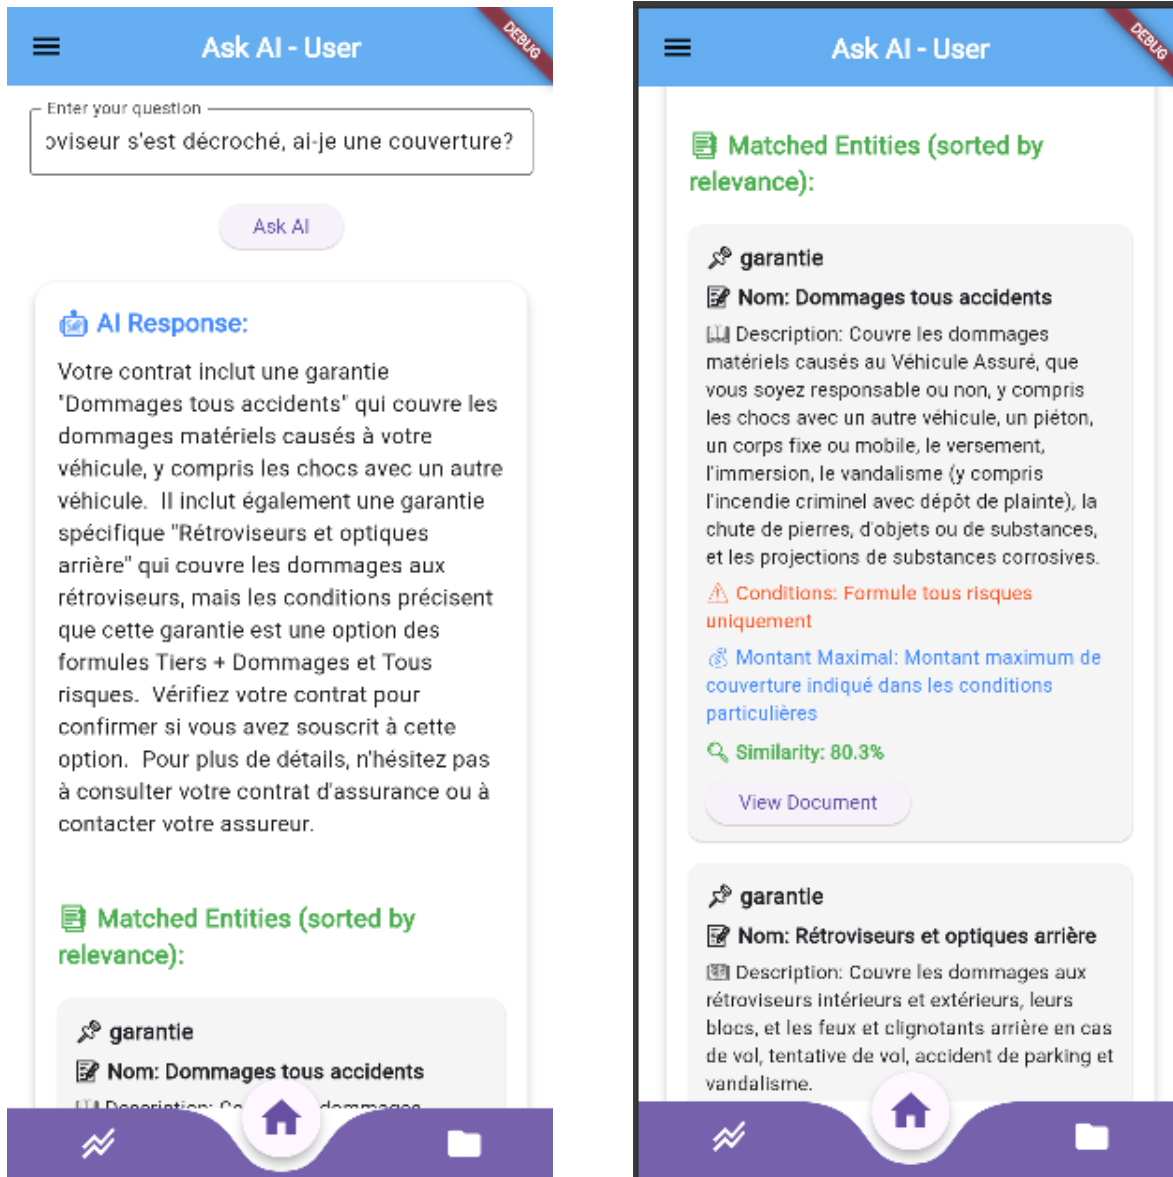 Ask AI - User
DEBUG
Enter your question
oviseur s'est décroché, ai-je une couverture?
Ask AI
AI Response:
Votre contrat inclut une garantie
"Dommages tous accidents" qui couvre les
dommages matériels causés à votre
véhicule, y compris les chocs avec un autre
véhicule. Il inclut également une garantie
spécifique "Rétroviseurs et optiques
arrière" qui couvre les dommages aux
rétroviseurs, mais les conditions précisent
que cette garantie est une option des
formules Tiers + Dommages et Tous
risques. Vérifiez votre contrat pour
confirmer si vous avez souscrit à cette
option. Pour plus de détails, n'hésitez pas
à consulter votre contrat d'assurance ou à
contacter votre assureur.
Matched Entities (sorted by
relevance):
garantie
Nom: Dommages tous accidents
Ask AI - User
DEBUG
Matched Entities (sorted by
relevance):
garantie
Nom: Dommages tous accidents
Description: Couvre les dommages
matériels causés au Véhicule Assuré, que
vous soyez responsable ou non, y compris
les chocs avec un autre véhicule, un piéton,
un corps fixe ou mobile, le versement,
l'immersion, le vandalisme (y compris
l'incendie criminel avec dépôt de plainte), la
chute de pierres, d'objets ou de substances,
et les projections de substances corrosives.
Conditions: Formule tous risques
uniquement
Montant Maximal: Montant maximum de
couverture indiqué dans les conditions
particulières
Similarity: 80.3%
View Document
garantie
Nom: Rétroviseurs et optiques arrière
Description: Couvre les dommages aux
rétroviseurs intérieurs et extérieurs, leurs
blocs, et les feux et clignotants arrière en cas
de vol, tentative de vol, accident de parking et
vandalisme.